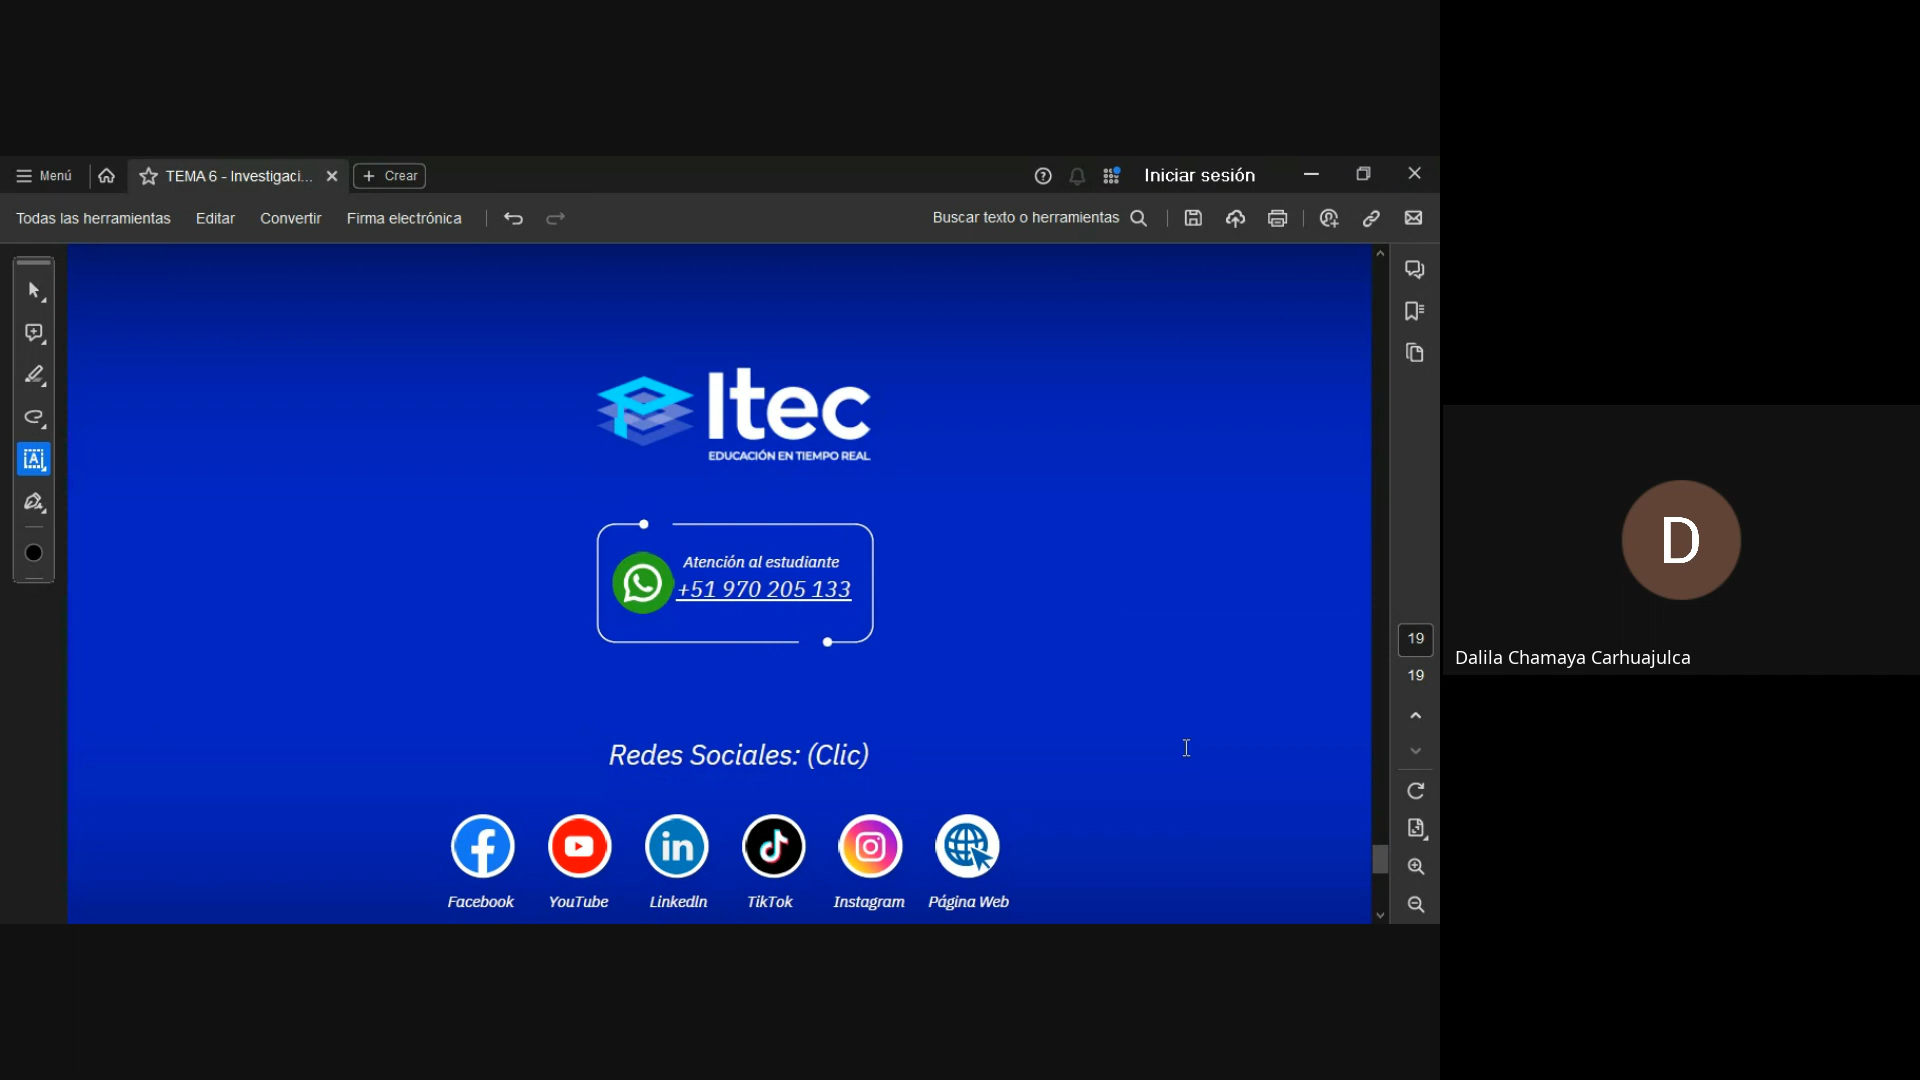 Menú
TEMA 6 - Investigaci...
Crear
Iniciar sesión
Todas las herramientas
Editar
Convertir
Firma electrónica
Buscar texto o herramientas
Itec
EDUCACIÓN EN TIEMPO REAL
Atención al estudiante
+51 970 205 133
Redes Sociales: (Clic)
Facebook
YouTube
LinkedIn
TikTok
Instagram
Página Web
19
19
D
Dalila Chamaya Carhuajulca